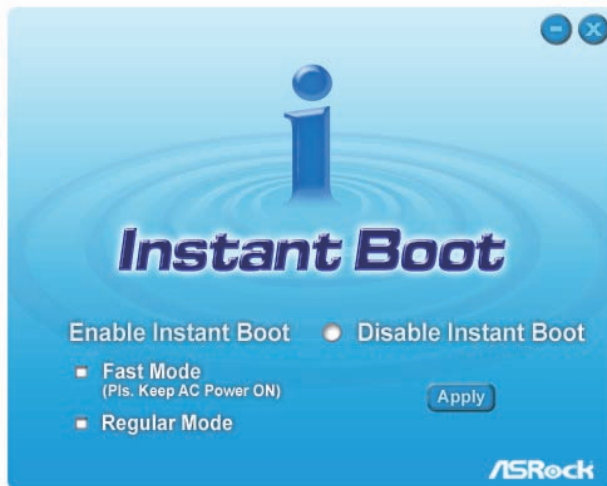 i
Instant Boot
Enable Instant Boot Disable Instant Boot
Fast Mode
(Pls. Keep AC Power ON)
Apply
Regular Mode
ASRock